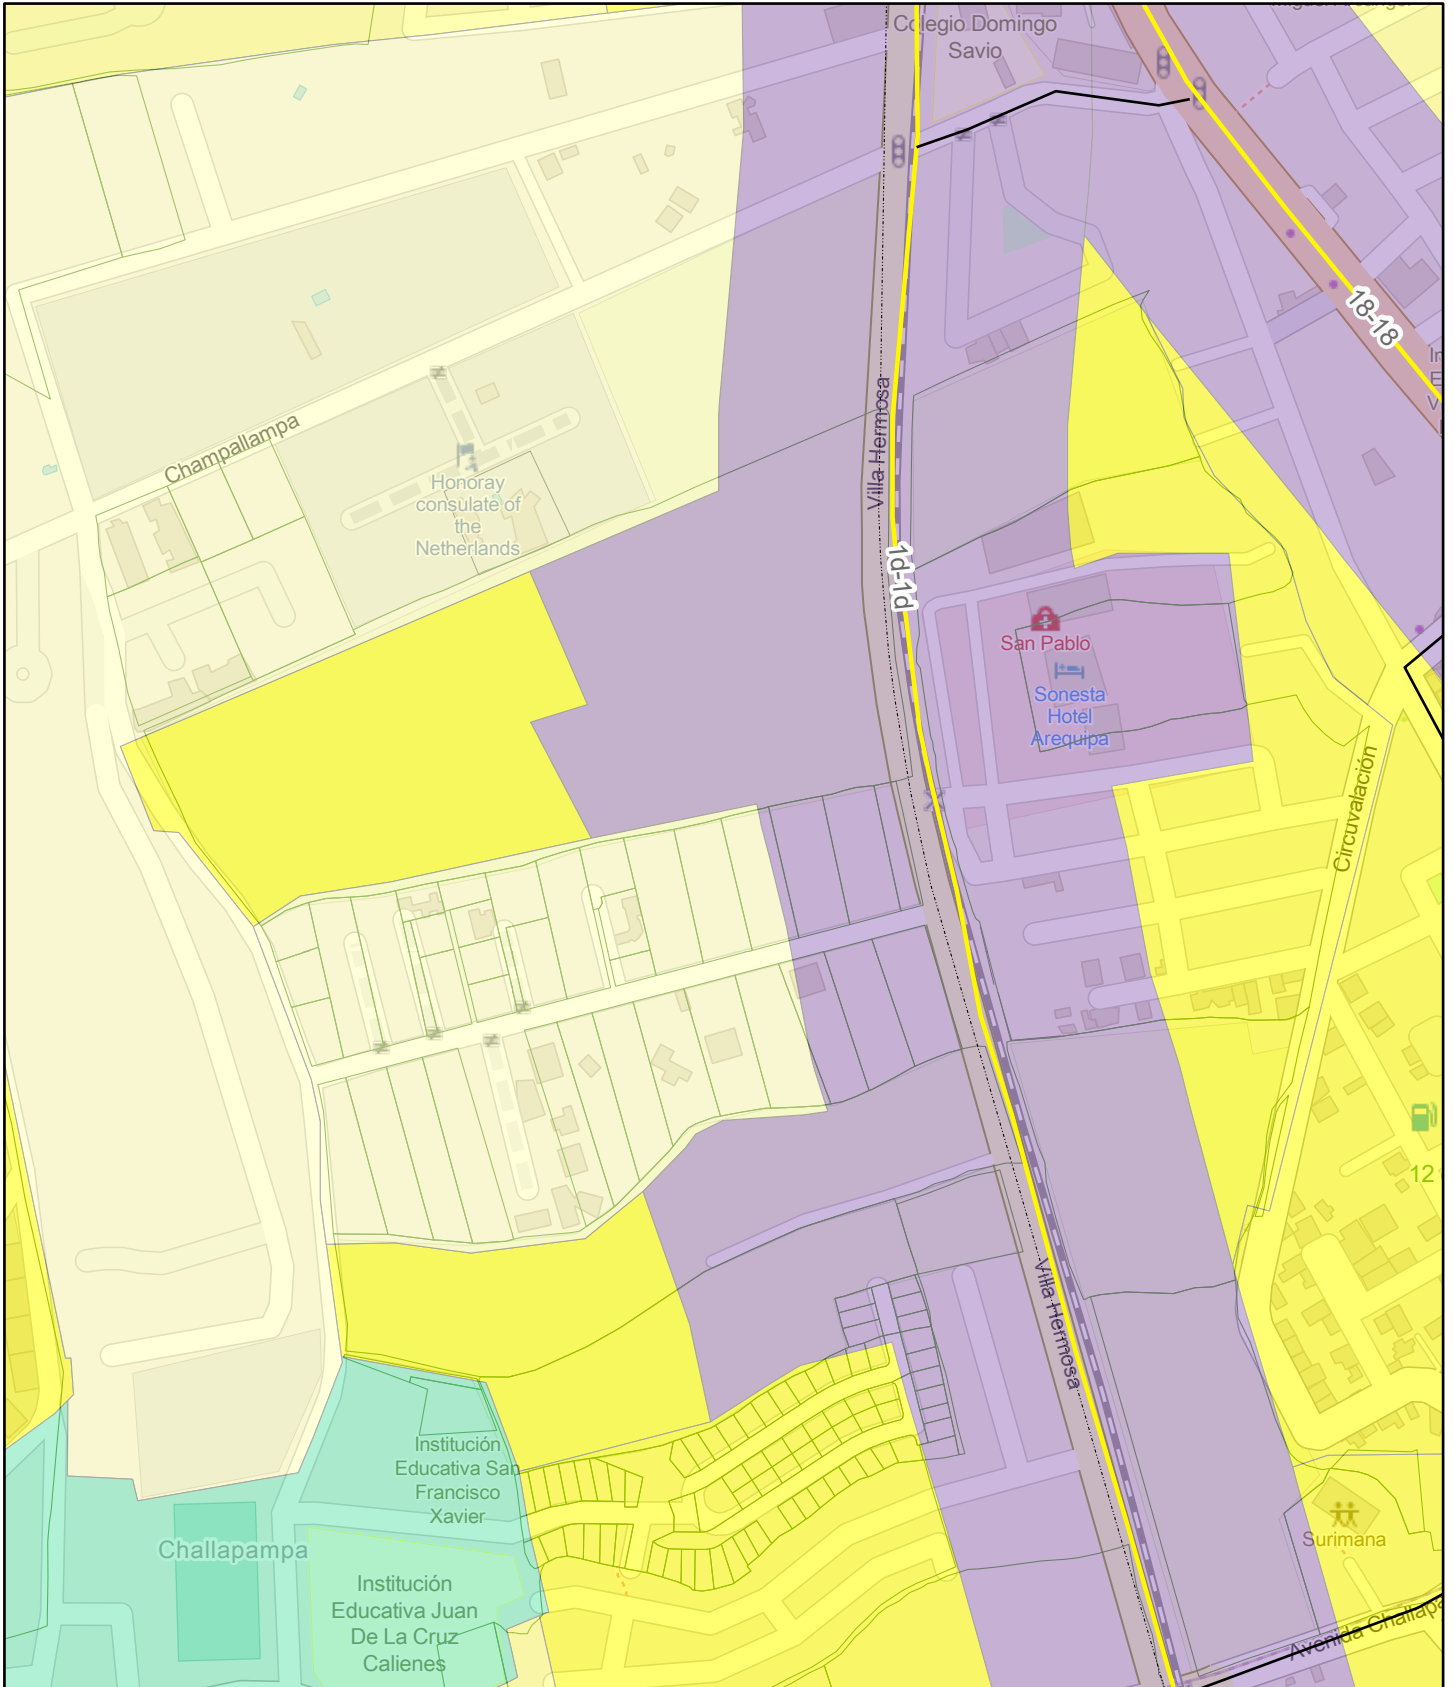 Colegio Domingo
Savio
18-18
Villa Hermosa
Champallampa
Honoray
consulate of
the
Netherlands
1d-1d
San Pablo
Sonesta
Hotel
Arequipa
Circuvalación
12
Villa Hermosa
Institución
Educativa San
Francisco
Xavier
Surimana
Challapampa
Institución
Educativa Juan
De La Cruz
Calienes
Avenida